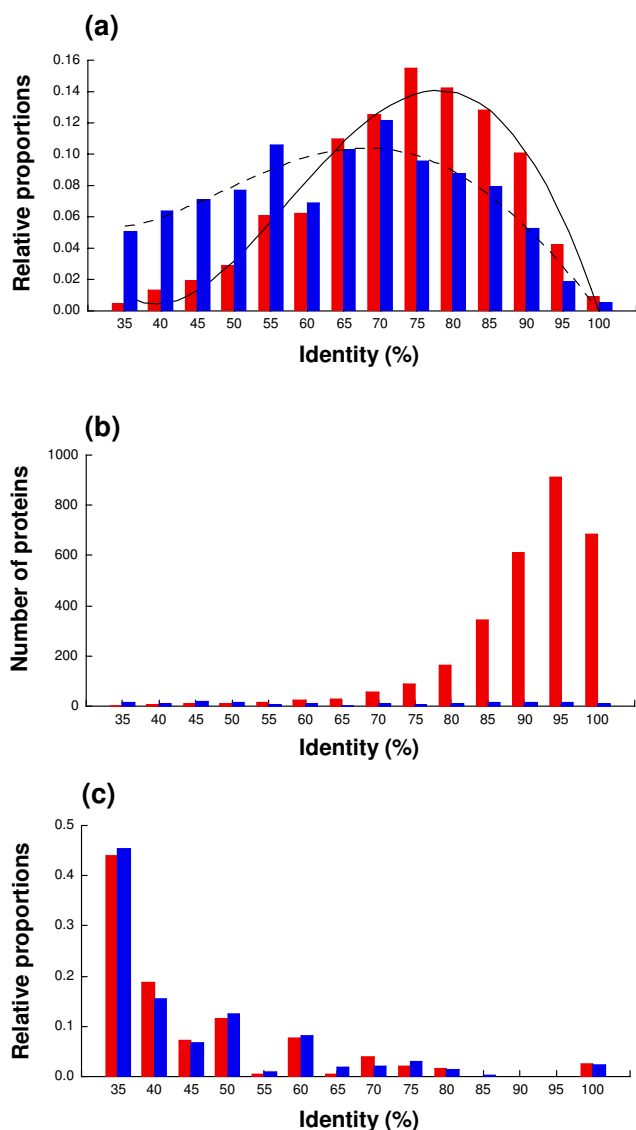 (a)
Relative proportions
0.16
0.14
0.12
0.10
0.08
0.06
0.04
0.02
0.00
35 40 45 50 55 60 65 70 75 80 85 90 95 100
Identity (%)
(b)
Number of proteins
1000
800
600
400
200
0
35 40 45 50 55 60 65 70 75 80 85 90 95 100
Identity (%)
(c)
Relative proportions
0.5
0.4
0.3
0.2
0.1
0.0
35 40 45 50 55 60 65 70 75 80 85 90 95 100
Identity (%)